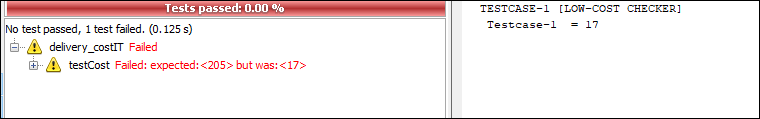 Tests passed: 0.00 %
No test passed, 1 test failed. (0.125 s)
delivery_costIT Failed
testCost Failed: expected:<205> but was:<17>
TESTCASE-1 [LOW-COST CHECKER]
Testcase-1 = 17